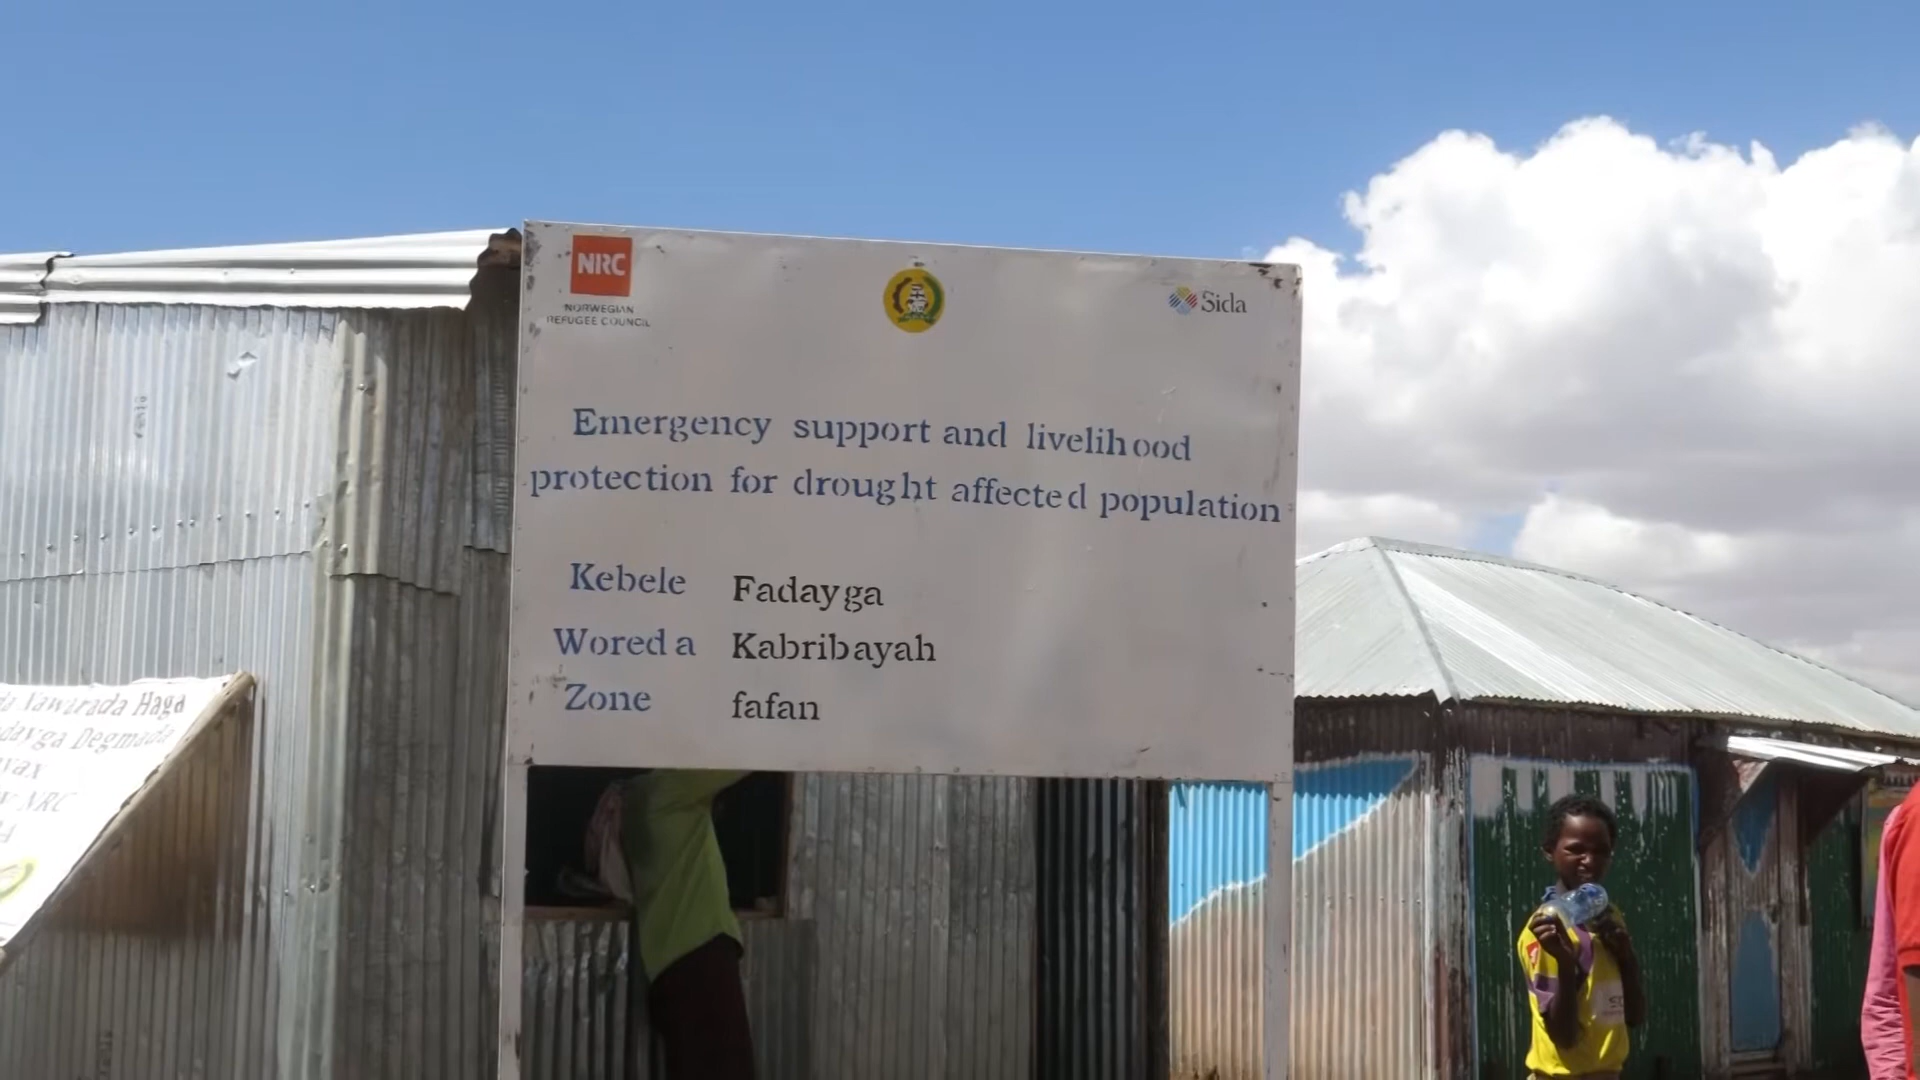 NRC
NORWEGIAN
REFUGEE COUNCIL
Sida
Emergency support and livelihood
protection for drought affected population
Kebele Fadayga
Woreda Kabribayah
Zone fafan
Nawarada Haga
Degmada
NRC